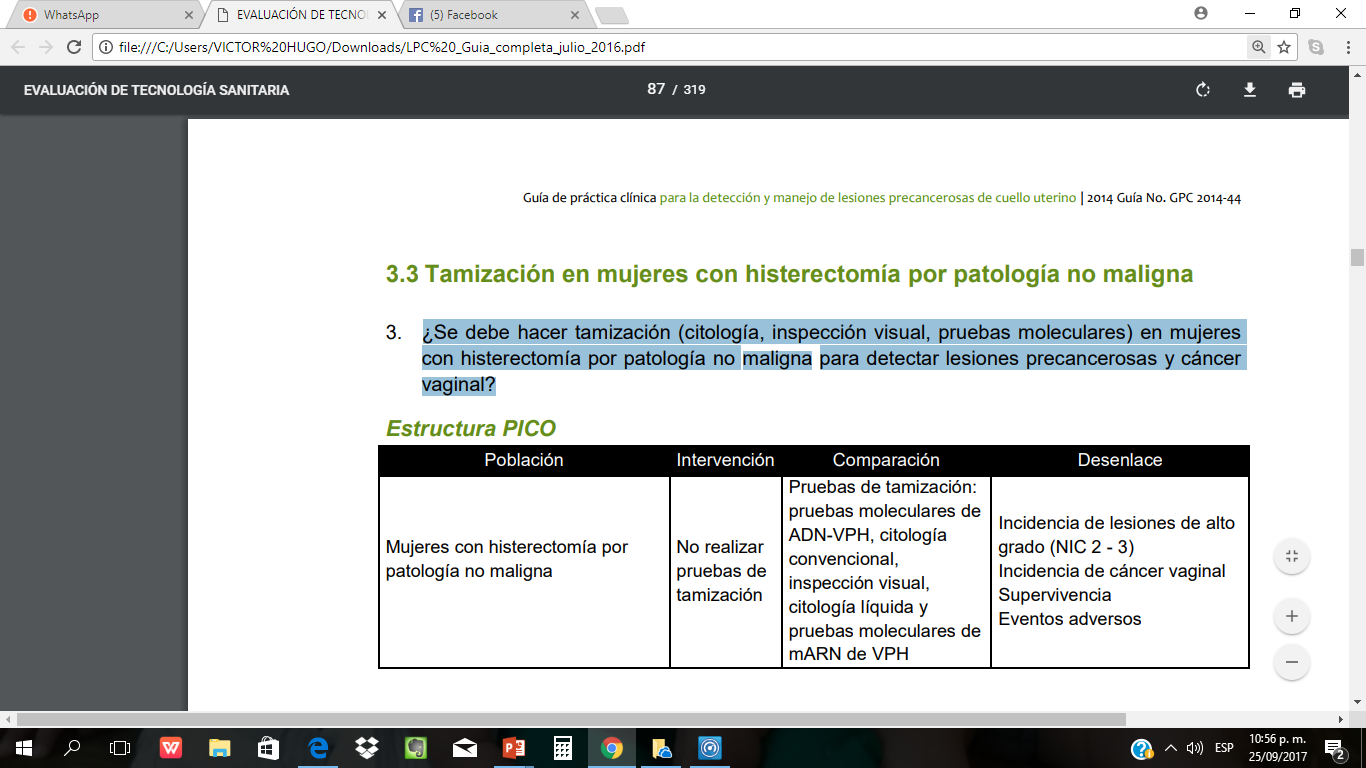 WhatsApp
EVALUACIÓN DE TECNOL
(5) Facebook
file:///C:/Users/VICTOR%20HUGO/Downloads/LPC%20_Guia_completa_julio_2016.pdf
EVALUACIÓN DE TECNOLOGÍA SANITARIA
87 / 319
Guía de práctica clínica para la detección y manejo de lesiones precancerosas de cuello uterino | 2014 Guía No. GPC 2014-44
3.3 Tamización en mujeres con histerectomía por patología no maligna
3. ¿Se debe hacer tamización (citología, inspección visual, pruebas moleculares) en mujeres
con histerectomía por patología no maligna para detectar lesiones precancerosas y cáncer
vaginal?
Estructura PICO
Población Intervención Comparación Desenlace
Mujeres con histerectomía por
patología no maligna
No realizar
pruebas de
tamización
Pruebas de tamización:
pruebas moleculares de
ADN-VPH, citología
convencional,
inspección visual,
citología líquida y
pruebas moleculares de
mARN de VPH
Incidencia de lesiones de alto
grado (NIC 2 - 3)
Incidencia de cáncer vaginal
Supervivencia
Eventos adversos
ESP
10:56 p. m.
25/09/2017
2